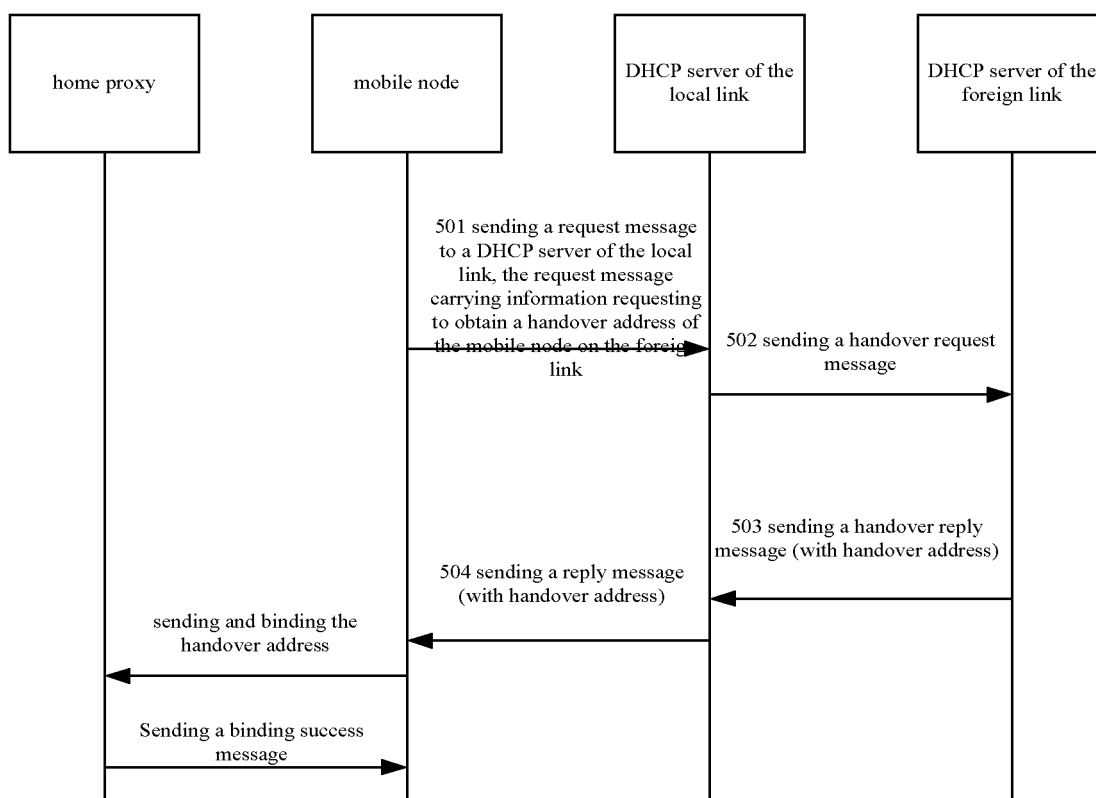 home proxy
mobile node
DHCP server of the
local link
DHCP server of the
foreign link
501 sending a request message
to a DHCP server of the local
link, the request message
carrying information requesting
to obtain a handover address of
the mobile node on the foreign
link
502 sending a handover request
message
503 sending a handover reply
message (with handover address)
504 sending a reply message
(with handover address)
sending and binding the
handover address
Sending a binding success
message